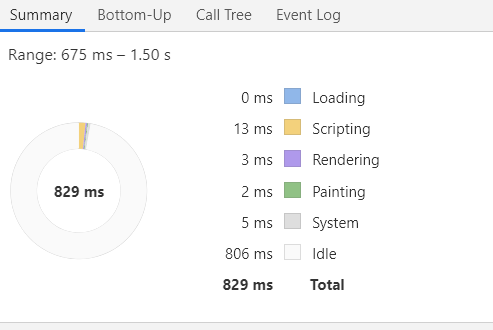 Summary Bottom-Up Call Tree Event Log
Range: 675 ms – 1.50 s
0 ms Loading
13 ms Scripting
3 ms Rendering
829 ms
2 ms Painting
5 ms System
806 ms Idle
829 ms Total